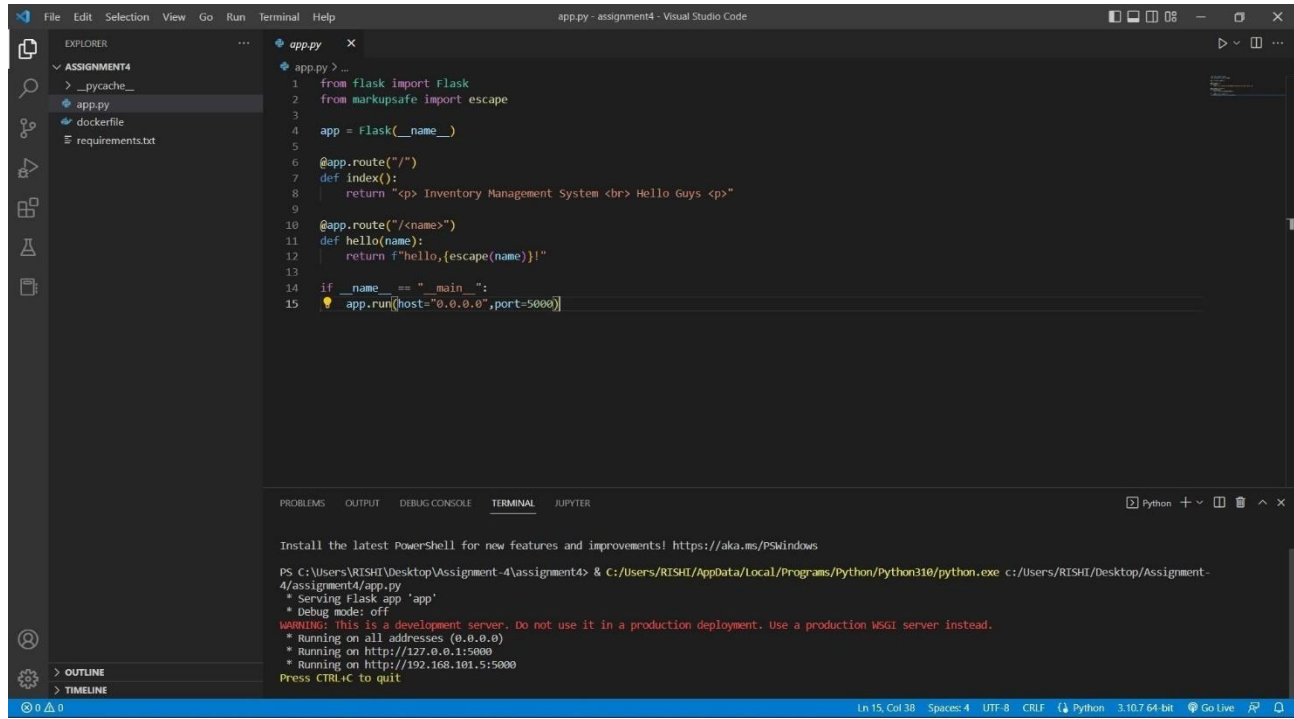 File Edit Selection View Go Run Terminal Help app.py - assignment4 - Visual Studio Code
EXPLORER ...
ASSIGNMENT4
__pycache__
app.py
dockerfile
requirements.txt
OUTLINE
TIMELINE
app.py
app.py > ...
1 from flask import Flask
2 from markupsafe import escape
3
4 app = Flask(__name__)
5
6 @app.route("/")
7 def index():
8 return "<p> Inventory Management System <br> Hello Guys <p>"
9
10 @app.route("/<name>")
11 def hello(name):
12 return f"hello,{escape(name)}!"
13
14 if __name__ == "__main__":
15 app.run(host="0.0.0.0",port=5000)
PROBLEMS OUTPUT DEBUG CONSOLE TERMINAL JUPYTER Python
Install the latest PowerShell for new features and improvements! https://aka.ms/PSWindows
PS C:\Users\RISHI\Desktop\Assignment-4\assignment4> & C:/Users/RISHI/AppData/Local/Programs/Python/Python310/python.exe c:/Users/RISHI/Desktop/Assignment-
4/assignment4/app.py
* Serving Flask app 'app'
* Debug mode: off
WARNING: This is a development server. Do not use it in a production deployment. Use a production WSGI server instead.
* Running on all addresses (0.0.0.0)
* Running on http://127.0.0.1:5000
* Running on http://192.168.101.5:5000
Press CTRL+C to quit
0 0 Ln 15, Col 38 Spaces: 4 UTF-8 CRLF Python 3.10.7 64-bit Go Live